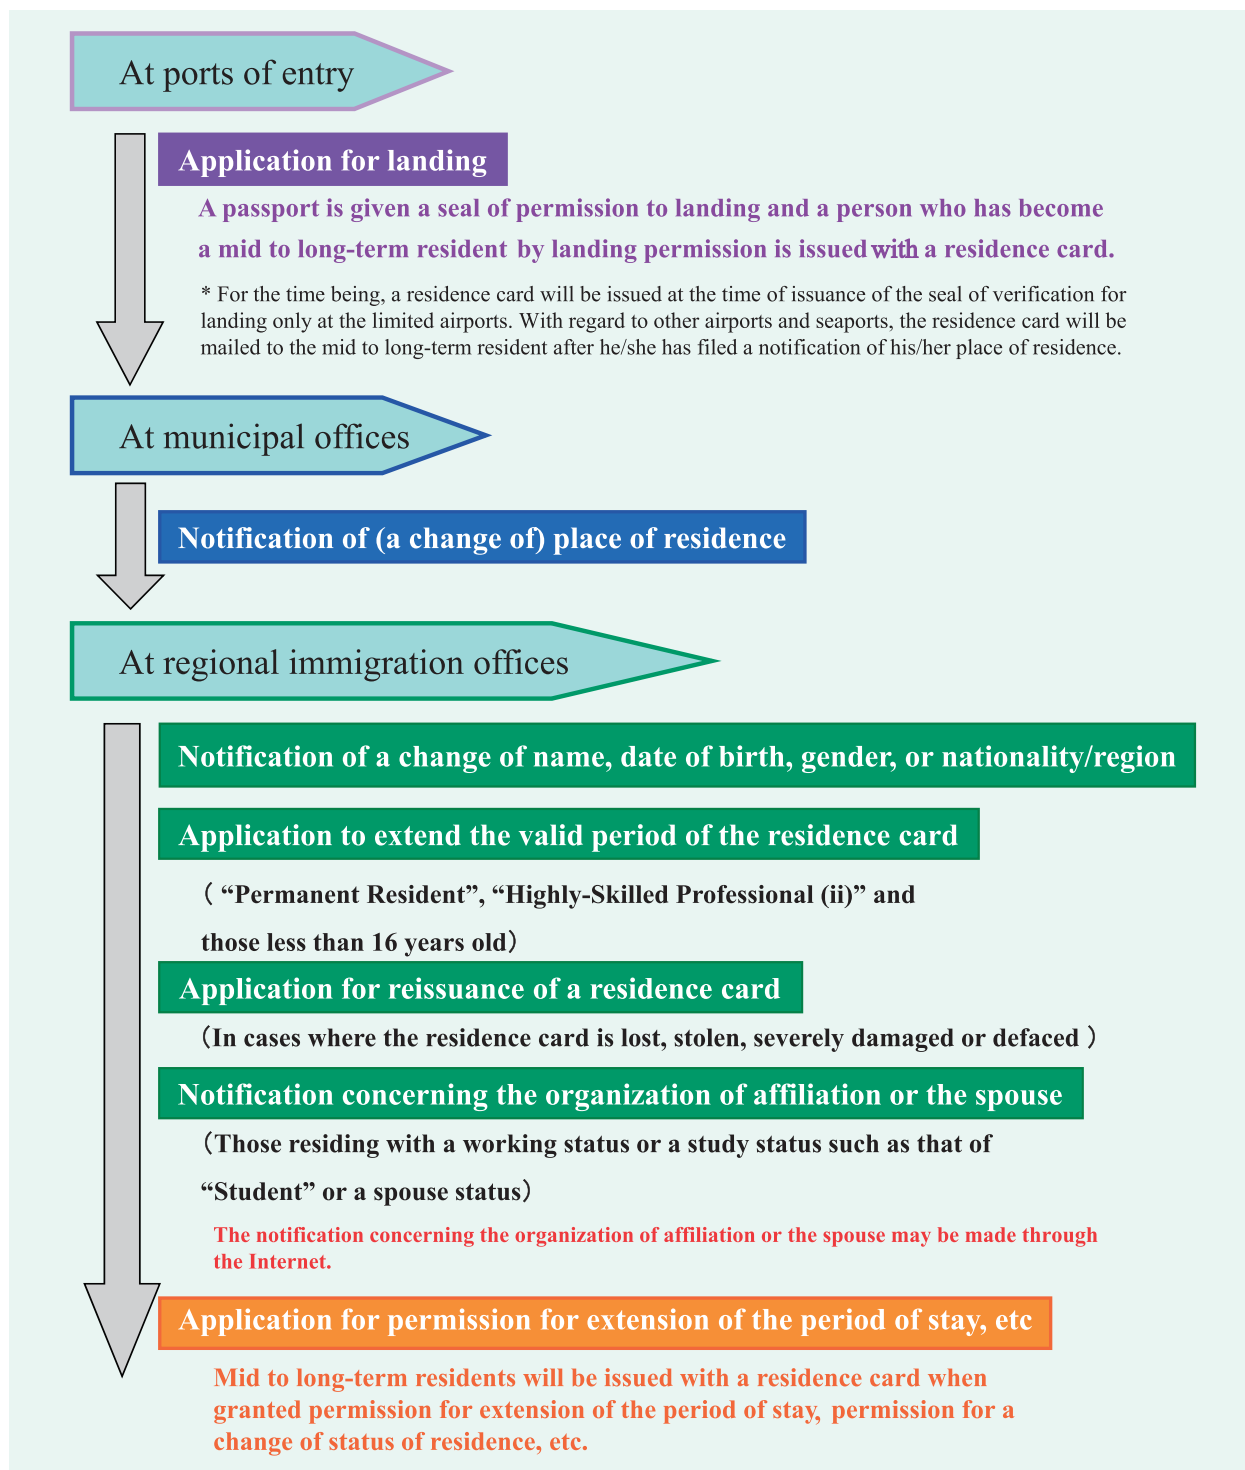 At ports of entry
Application for landing
A passport is given a seal of permission to landing and a person who has become
a mid to long-term resident by landing permission is issued with a residence card.
* For the time being, a residence card will be issued at the time of issuance of the seal of verification for
landing only at the limited airports. With regard to other airports and seaports, the residence card will be
mailed to the mid to long-term resident after he/she has filed a notification of his/her place of residence.
At municipal offices
Notification of (a change of) place of residence
At regional immigration offices
Notification of a change of name, date of birth, gender, or nationality/region
Application to extend the valid period of the residence card
( “Permanent Resident”, “Highly-Skilled Professional (ii)” and
those less than 16 years old)
Application for reissuance of a residence card
(In cases where the residence card is lost, stolen, severely damaged or defaced )
Notification concerning the organization of affiliation or the spouse
(Those residing with a working status or a study status such as that of
“Student” or a spouse status)
The notification concerning the organization of affiliation or the spouse may be made through
the Internet.
Application for permission for extension of the period of stay, etc
Mid to long-term residents will be issued with a residence card when
granted permission for extension of the period of stay, permission for a
change of status of residence, etc.